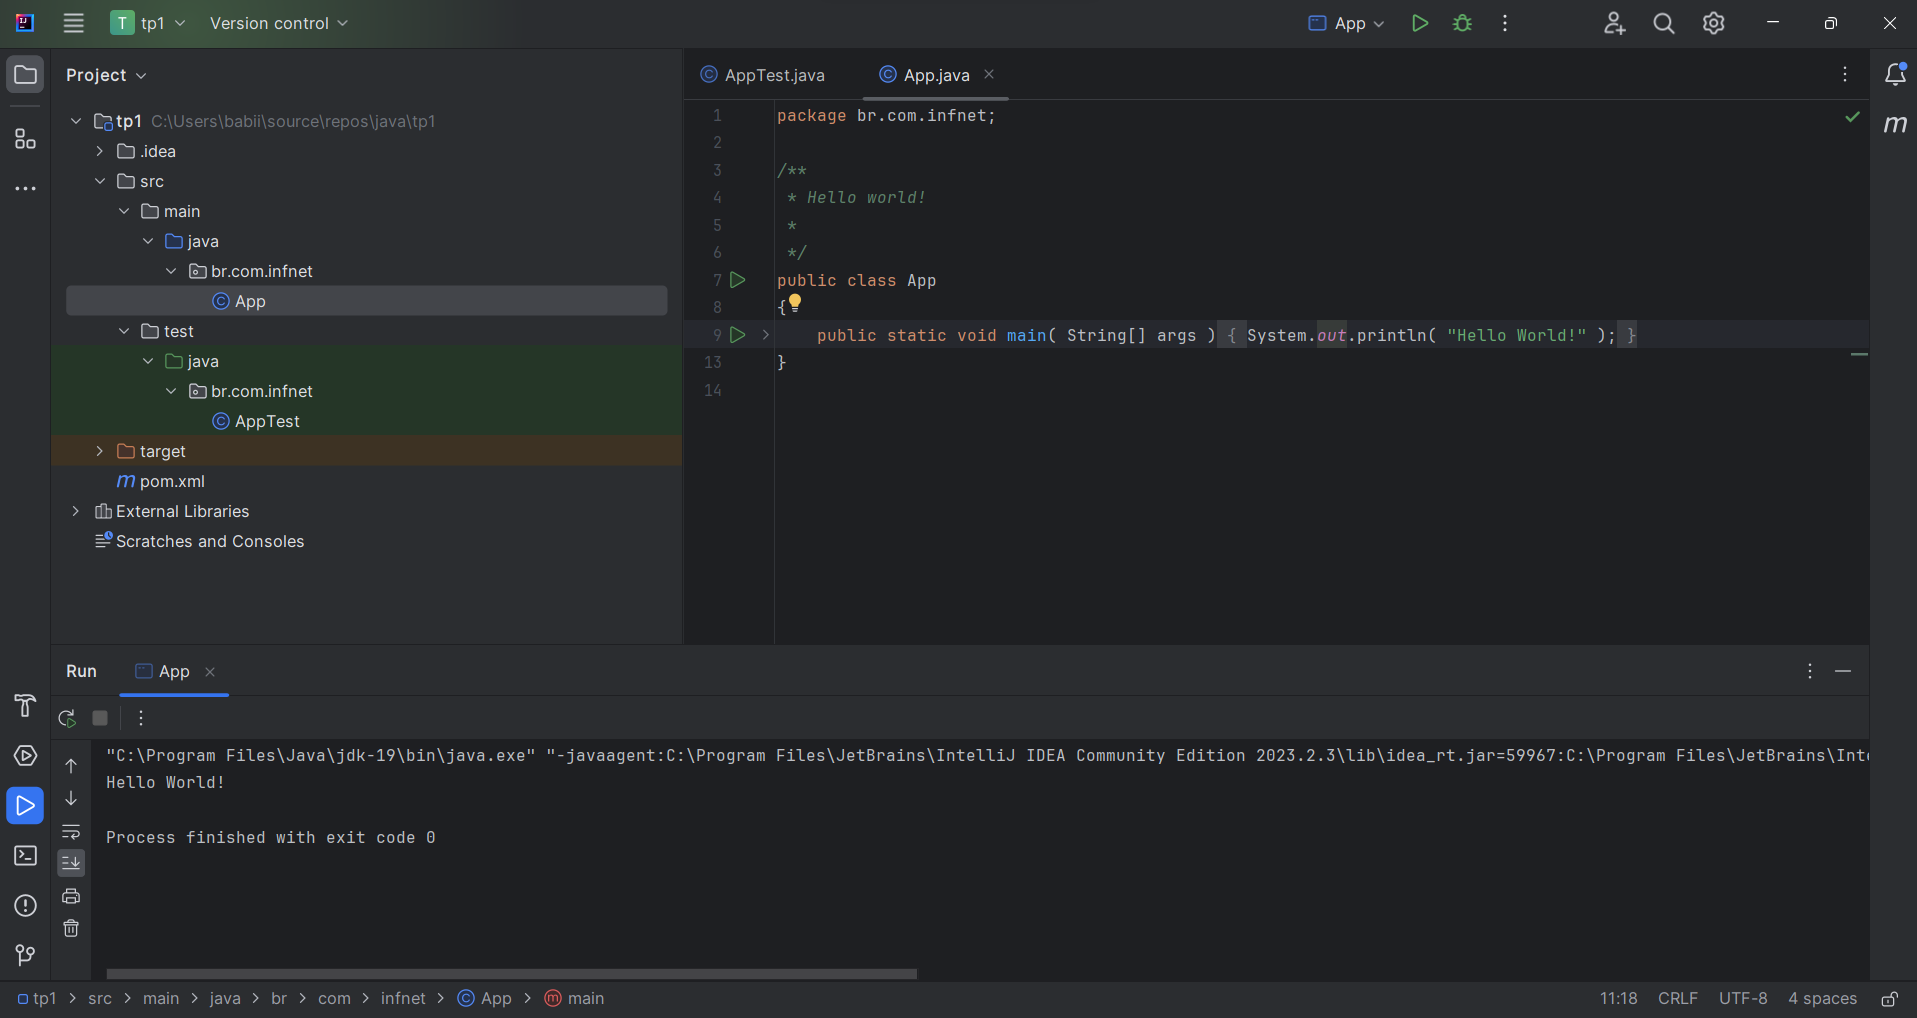 T tp1 Version control App
Project
tp1 C:\Users\babii\source\repos\java\tp1
.idea
src
main
java
br.com.infnet
App
test
java
br.com.infnet
AppTest
target
m pom.xml
External Libraries
Scratches and Consoles
AppTest.java App.java
1 package br.com.infnet;
2
3 /**
4  * Hello world!
5  *
6  */
7 public class App
8 {
9     public static void main( String[] args ) { System.out.println( "Hello World!" ); }
13 }
14
m
Run App
"C:\Program Files\Java\jdk-19\bin\java.exe" "-javaagent:C:\Program Files\JetBrains\IntelliJ IDEA Community Edition 2023.2.3\lib\idea_rt.jar=59967:C:\Program Files\JetBrains\Inte
Hello World!
Process finished with exit code 0
tp1 > src > main > java > br > com > infnet > App > main 11:18 CRLF UTF-8 4 spaces